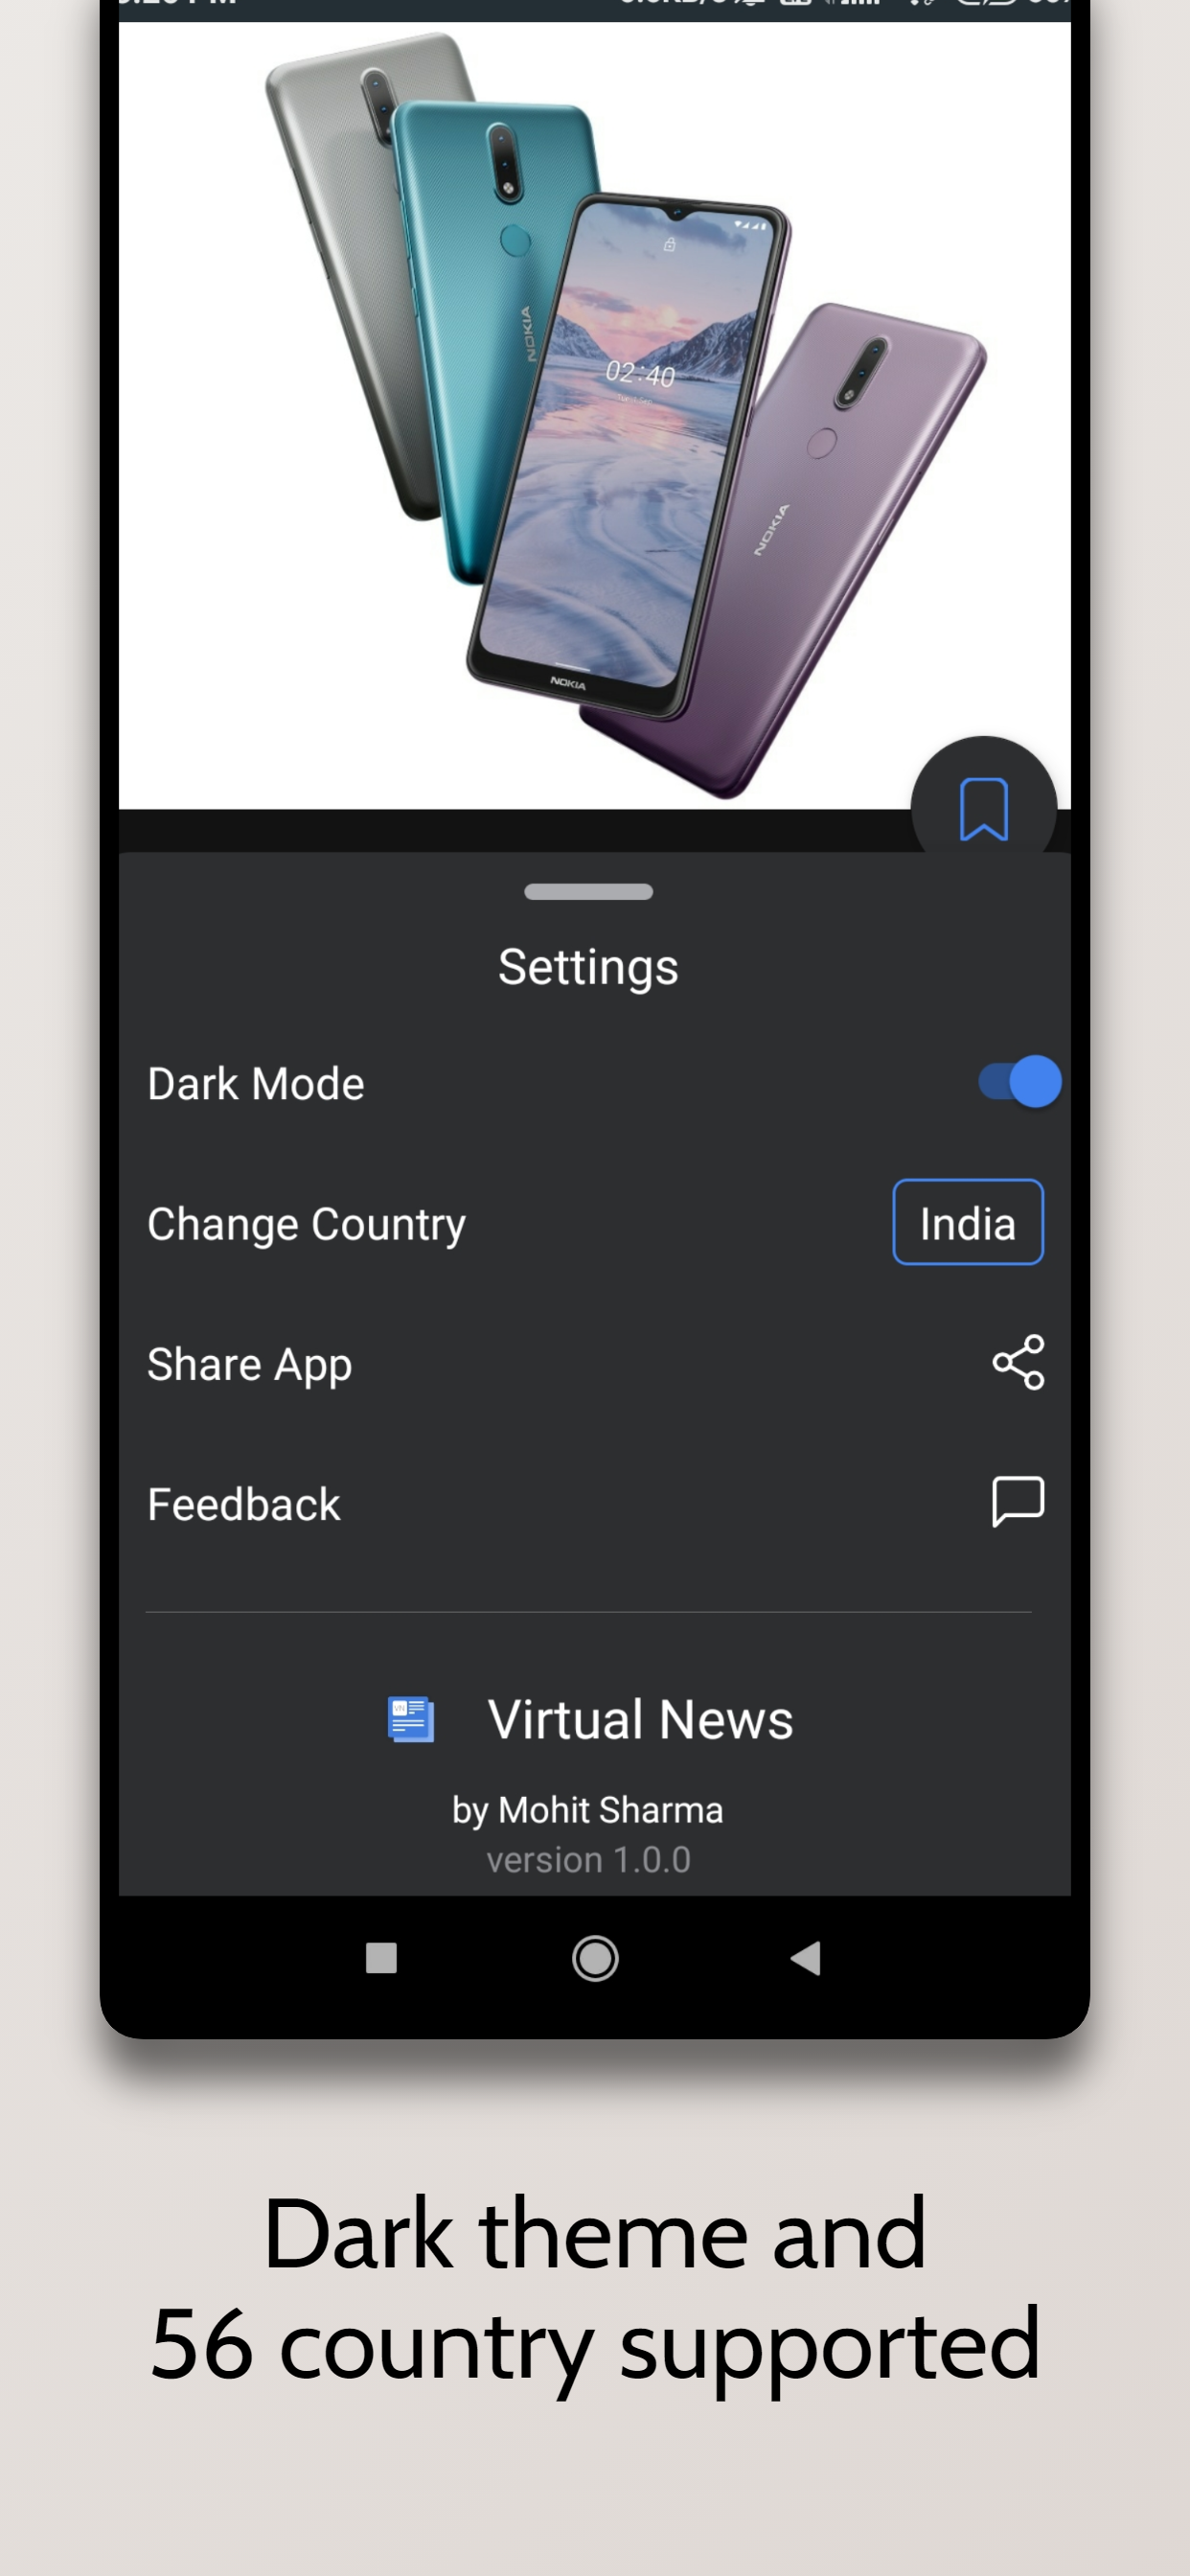 NOKIA
02:40
NOKIA
NOKIA
Settings
Dark Mode
Change Country
India
Share App
Feedback
VN
Virtual News
by Mohit Sharma
version 1.0.0
Dark theme and
56 country supported